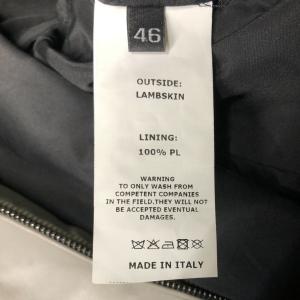 46
OUTSIDE:
LAMBSKIN
LINING:
100% PL
WARNING
TO ONLY WASH FROM
COMPETENT COMPANIES
IN THE FIELD.THEY WILL NOT
BE ACCEPTED EVENTUAL
DAMAGES.
MADE IN ITALY